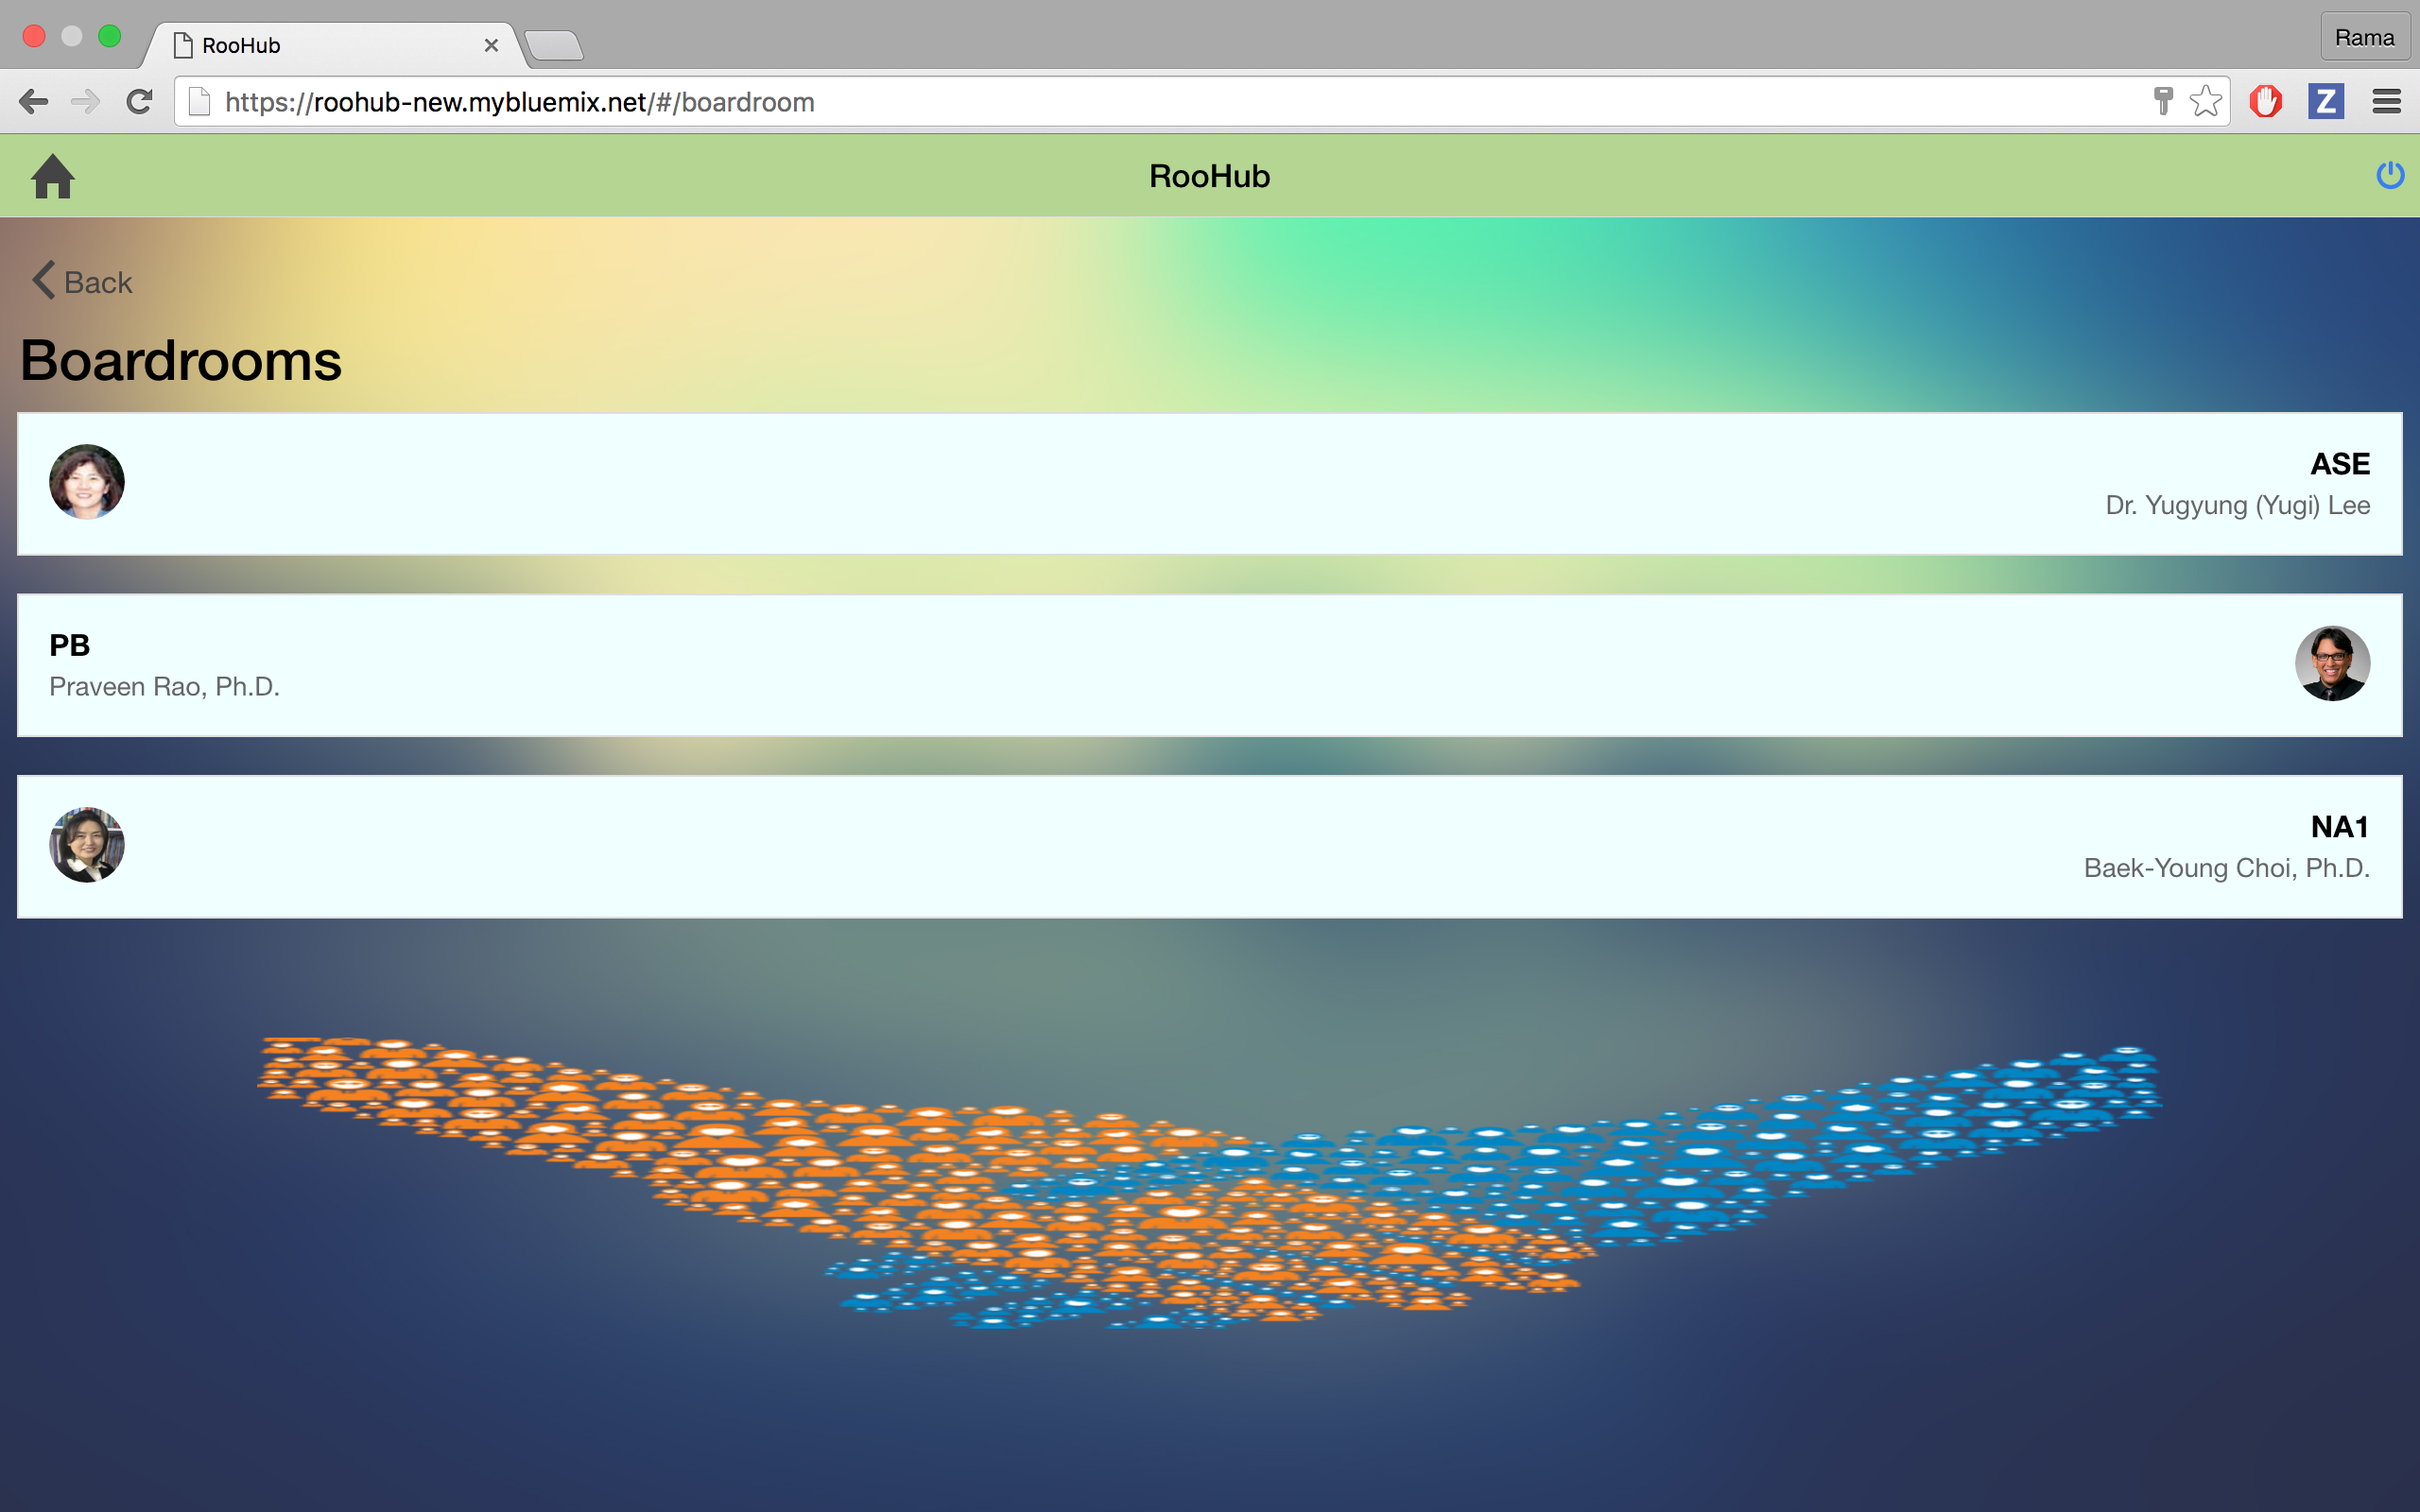 RooHub
Rama
https://roohub-new.mybluemix.net/#/boardroom
Z
RooHub
Back
Boardrooms
ASE
Dr. Yugyung (Yugi) Lee
PB
Praveen Rao, Ph.D.
NA1
Baek-Young Choi, Ph.D.